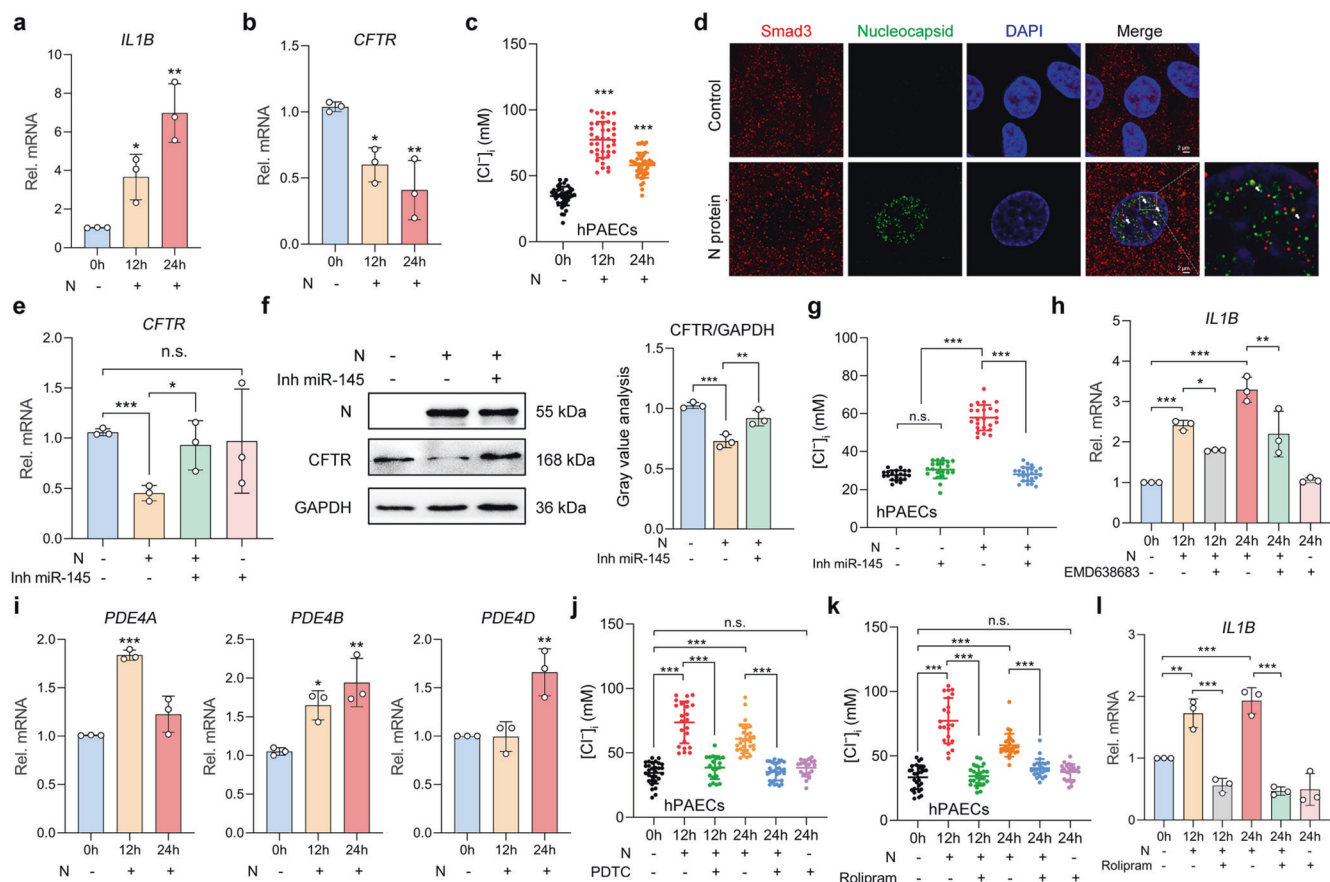 a
IL1B
Rel. mRNA
10
8
6
4
2
0
*
**
0h 12h 24h
N - + +
b
CFTR
Rel. mRNA
1.5
1.0
0.5
0.0
*
**
0h 12h 24h
N - + +
c
[Cl⁻]i (mM)
150
100
50
0
***
***
hPAECs
0h 12h 24h
N - + +
d
Smad3 Nucleocapsid DAPI Merge
Control
2 μm
N protein
2 μm
e
CFTR
Rel. mRNA
2.0
1.5
1.0
0.5
0.0
n.s.
***
*
N - + + -
Inh miR-145 - - + +
f
N - + +
Inh miR-145 - - +
N 55 kDa
CFTR 168 kDa
GAPDH 36 kDa
CFTR/GAPDH
Gray value analysis
1.5
1.0
0.5
0.0
***
**
N - + +
Inh miR-145 - - +
g
[Cl⁻]i (mM)
100
80
60
40
20
0
***
***
n.s.
hPAECs
N - - + +
Inh miR-145 - + - +
h
IL1B
Rel. mRNA
5
4
3
2
1
0
***
**
***
*
0h 12h 12h 24h 24h 24h
N - + + + + -
EMD638683 - - + - + +
i
PDE4A
Rel. mRNA
2.0
1.5
1.0
0.5
0.0
***
0h 12h 24h
N - + +
PDE4B
Rel. mRNA
2.5
2.0
1.5
1.0
0.5
0.0
*
**
0h 12h 24h
N - + +
PDE4D
Rel. mRNA
2.0
1.5
1.0
0.5
0.0
**
0h 12h 24h
N - + +
j
[Cl⁻]i (mM)
150
100
50
0
n.s.
***
*** *** ***
hPAECs
0h 12h 12h 24h 24h 24h
N - + + + + -
PDTC - - + - + +
k
[Cl⁻]i (mM)
150
100
50
0
n.s.
***
*** *** ***
hPAECs
0h 12h 12h 24h 24h 24h
N - + + + + -
Rolipram - - + - + +
l
IL1B
Rel. mRNA
3
2
1
0
***
** *** ***
0h 12h 12h 24h 24h 24h
N - + + + + -
Rolipram - - + - + +